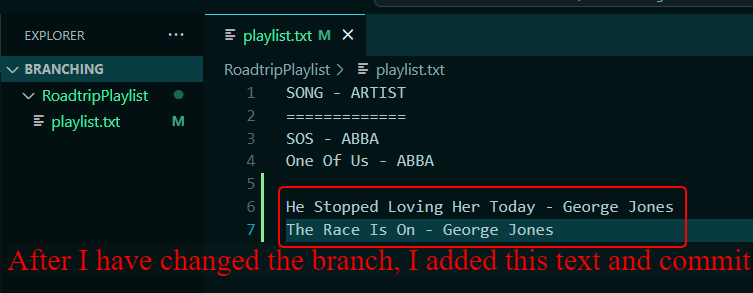 EXPLORER
...
playlist.txt M
BRANCHING
RoadtripPlaylist
playlist.txt M
RoadtripPlaylist > playlist.txt
1 SONG - ARTIST
2 =============
3 SOS - ABBA
4 One Of Us - ABBA
5
6 He Stopped Loving Her Today - George Jones
7 The Race Is On - George Jones
After I have changed the branch, I added this text and commit